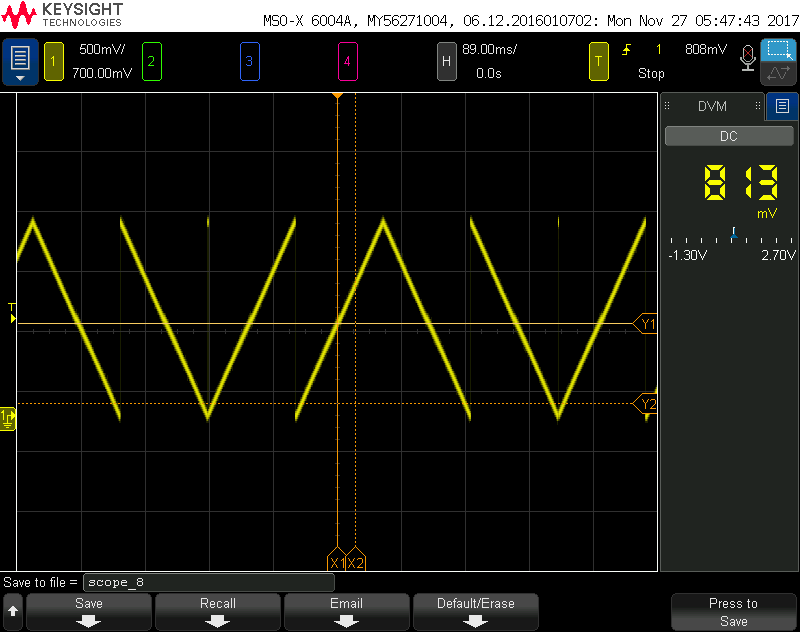 KEYSIGHT
TECHNOLOGIES
MSO-X 6004A, MY56271004, 06.12.2016010702: Mon Nov 27 05:47:43 2017
1 500mV/ 2 3 4 H 89.00ms/ T 1 808mV
700.00mV 0.0s Stop
DVM
DC
813
mV
-1.30V 2.70V
T
Y1
Y2
1
X1 X2
Save to file = scope_8
Save Recall Email Default/Erase Press to
Save